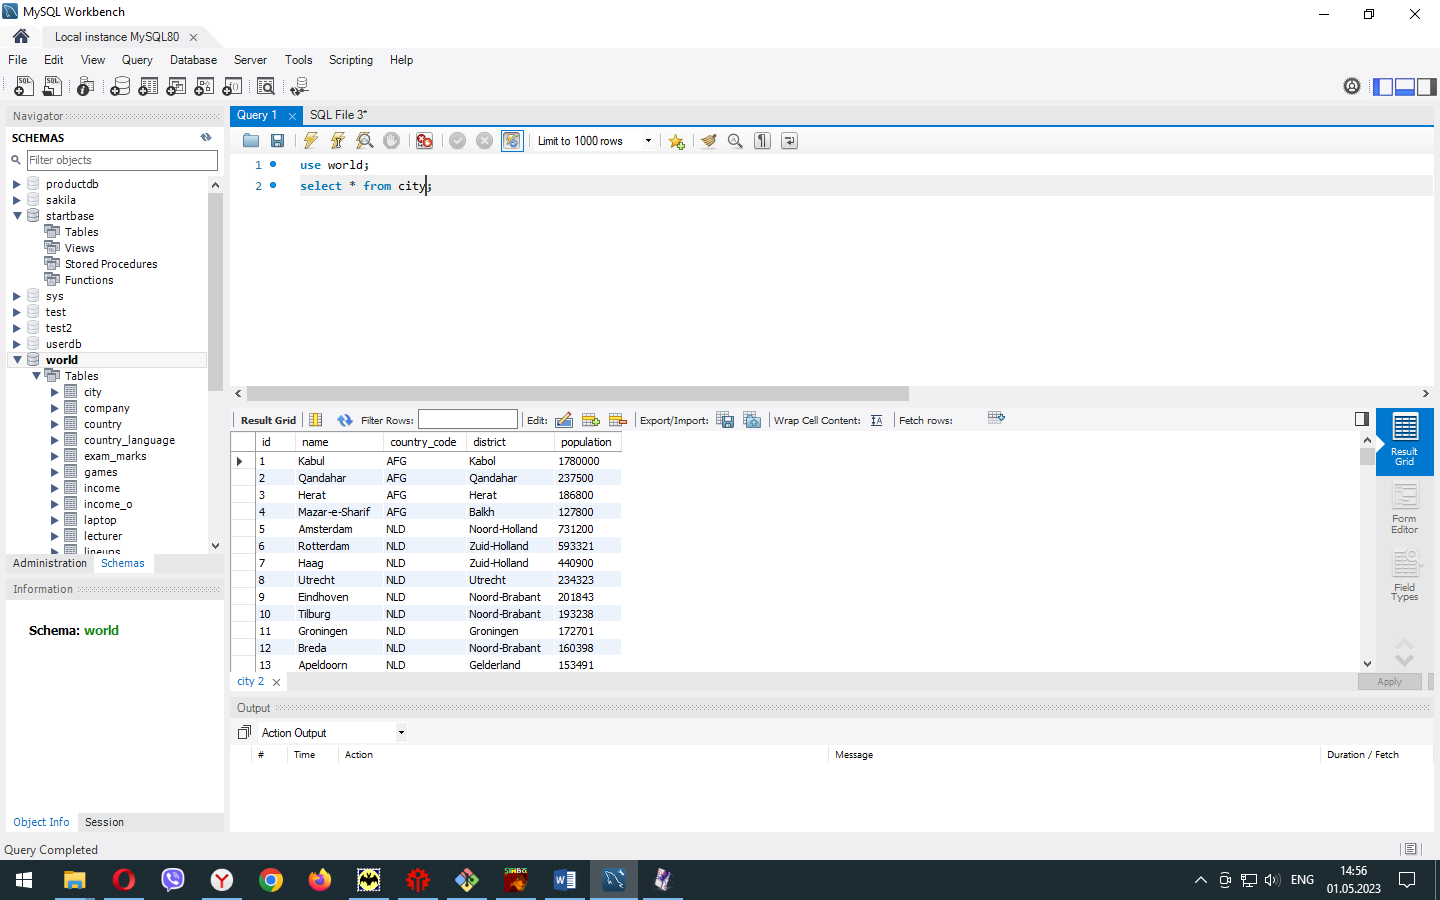 MySQL Workbench
Local instance MySQL80
File Edit View Query Database Server Tools Scripting Help
Navigator
SCHEMAS
Filter objects
productdb
sakila
startbase
Tables
Views
Stored Procedures
Functions
sys
test
test2
userdb
world
Tables
city
company
country
country_language
exam_marks
games
income
income_o
laptop
lecturer
lineups
Administration Schemas
Information
Schema: world
Object Info Session
Query 1 SQL File 3*
Limit to 1000 rows
1 use world;
2 select * from city;
Result Grid Filter Rows: Edit: Export/Import: Wrap Cell Content: Fetch rows:
id name country_code district population
1 Kabul AFG Kabol 1780000
2 Qandahar AFG Qandahar 237500
3 Herat AFG Herat 186800
4 Mazar-e-Sharif AFG Balkh 127800
5 Amsterdam NLD Noord-Holland 731200
6 Rotterdam NLD Zuid-Holland 593321
7 Haag NLD Zuid-Holland 440900
8 Utrecht NLD Utrecht 234323
9 Eindhoven NLD Noord-Brabant 201843
10 Tilburg NLD Noord-Brabant 193238
11 Groningen NLD Groningen 172701
12 Breda NLD Noord-Brabant 160398
13 Apeldoorn NLD Gelderland 153491
Result
Grid
Form
Editor
Field
Types
city 2
Apply
Output
Action Output
# Time Action Message Duration / Fetch
Query Completed
ENG
14:56
01.05.2023